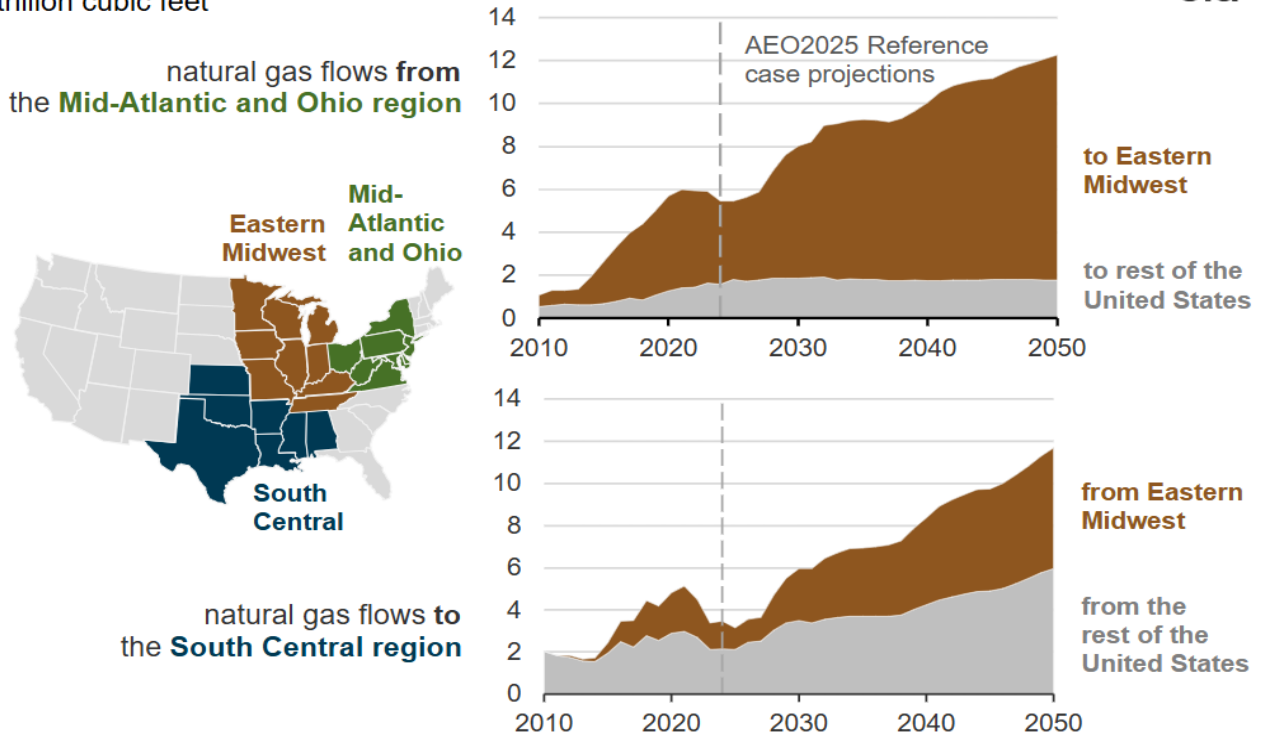 trillion cubic feet
natural gas flows from
the Mid-Atlantic and Ohio region
Mid-
Atlantic
and Ohio
Eastern
Midwest
South
Central
14
12
10
8
6
4
2
0
AEO2025 Reference
case projections
to Eastern
Midwest
to rest of the
United States
2010 2020 2030 2040 2050
natural gas flows to
the South Central region
14
12
10
8
6
4
2
0
from Eastern
Midwest
from the
rest of the
United States
2010 2020 2030 2040 2050